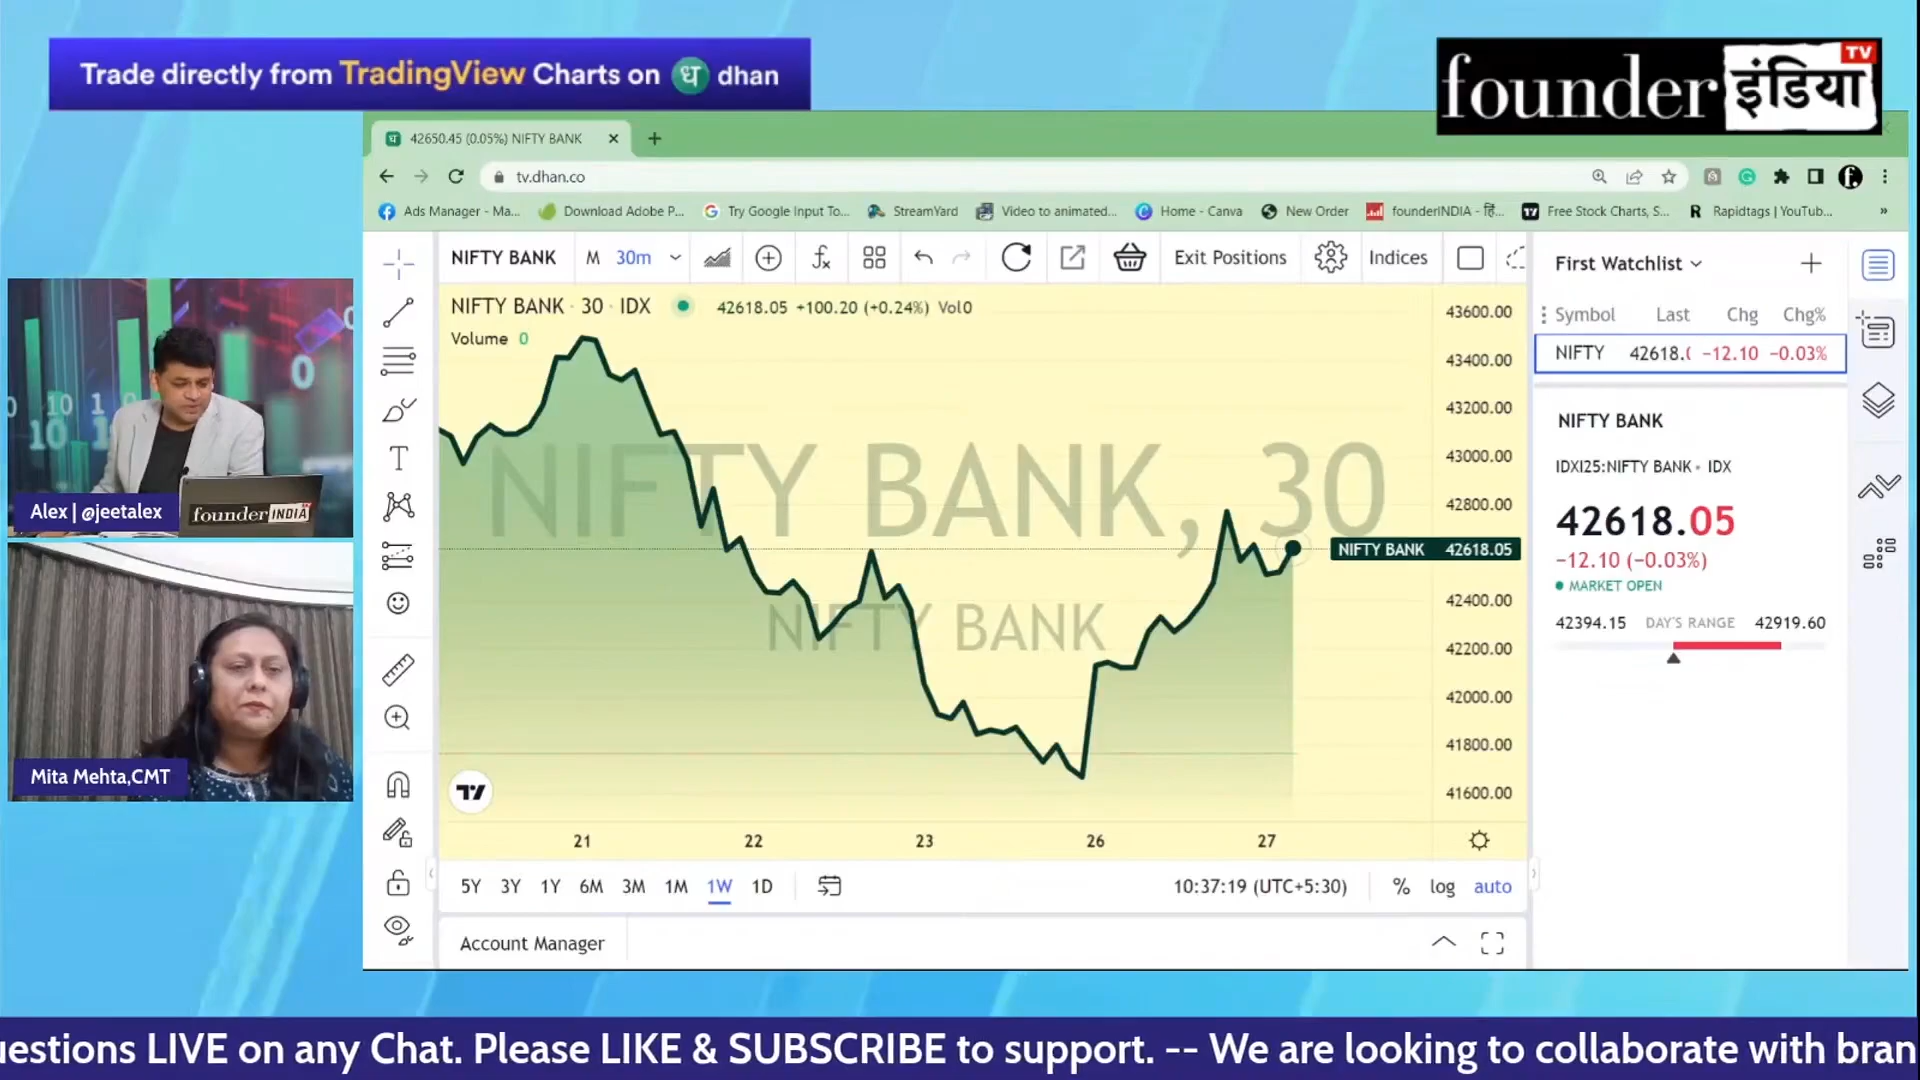 Trade directly from TradingView Charts on ध dhan
founder इंडिया TV
42650.45 (0.05%) NIFTY BANK
tv.dhan.co
Ads Manager - Ma...
Download Adobe P...
Try Google Input To...
StreamYard
Video to animated...
Home - Canva
New Order
founderINDIA - हिं...
Free Stock Charts, S...
Rapidtags | YouTub...
NIFTY BANK M 30m Exit Positions Indices
First Watchlist
NIFTY BANK · 30 · IDX 42618.05 +100.20 (+0.24%) Vol0
Volume 0
Symbol Last Chg Chg%
NIFTY 42618.( −12.10 −0.03%
NIFTY BANK, 30
NIFTY BANK
43600.00
43400.00
43200.00
43000.00
42800.00
NIFTY BANK 42618.05
42400.00
42200.00
42000.00
41800.00
41600.00
21 22 23 26 27
NIFTY BANK
IDXI25:NIFTY BANK • IDX
42618.05
−12.10 (−0.03%)
MARKET OPEN
42394.15 DAY'S RANGE 42919.60
5Y 3Y 1Y 6M 3M 1M 1W 1D
10:37:19 (UTC+5:30) % log auto
Account Manager
Alex | @jeetalex
founder INDIA
Mita Mehta,CMT
uestions LIVE on any Chat. Please LIKE & SUBSCRIBE to support. -- We are looking to collaborate with bran